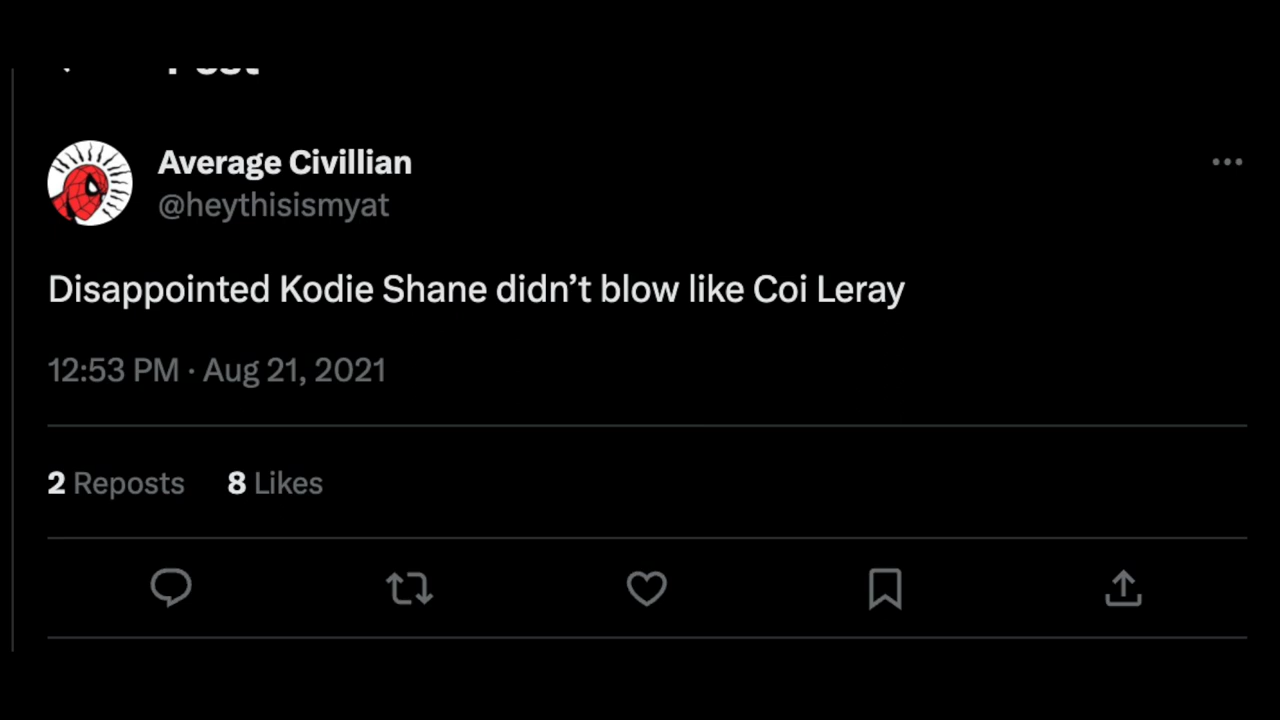 Post
Average Civillian
@heythisismyat
Disappointed Kodie Shane didn’t blow like Coi Leray
12:53 PM · Aug 21, 2021
2 Reposts 8 Likes